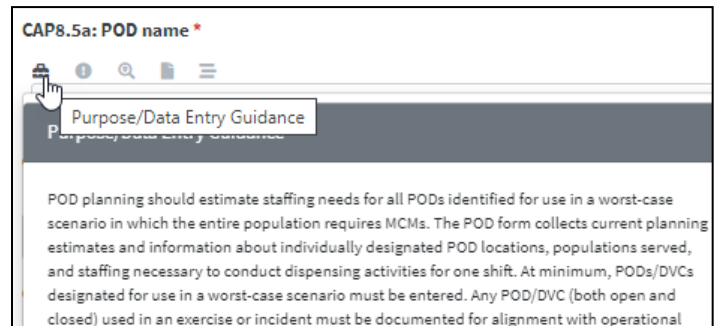 CAP8.5a: POD name *
Purpose/Data Entry Guidance
Purpose/Data Entry Guidance
POD planning should estimate staffing needs for all PODs identified for use in a worst-case
scenario in which the entire population requires MCMs. The POD form collects current planning
estimates and information about individually designated POD locations, populations served,
and staffing necessary to conduct dispensing activities for one shift. At minimum, PODs/DVCs
designated for use in a worst-case scenario must be entered. Any POD/DVC (both open and
closed) used in an exercise or incident must be documented for alignment with operational